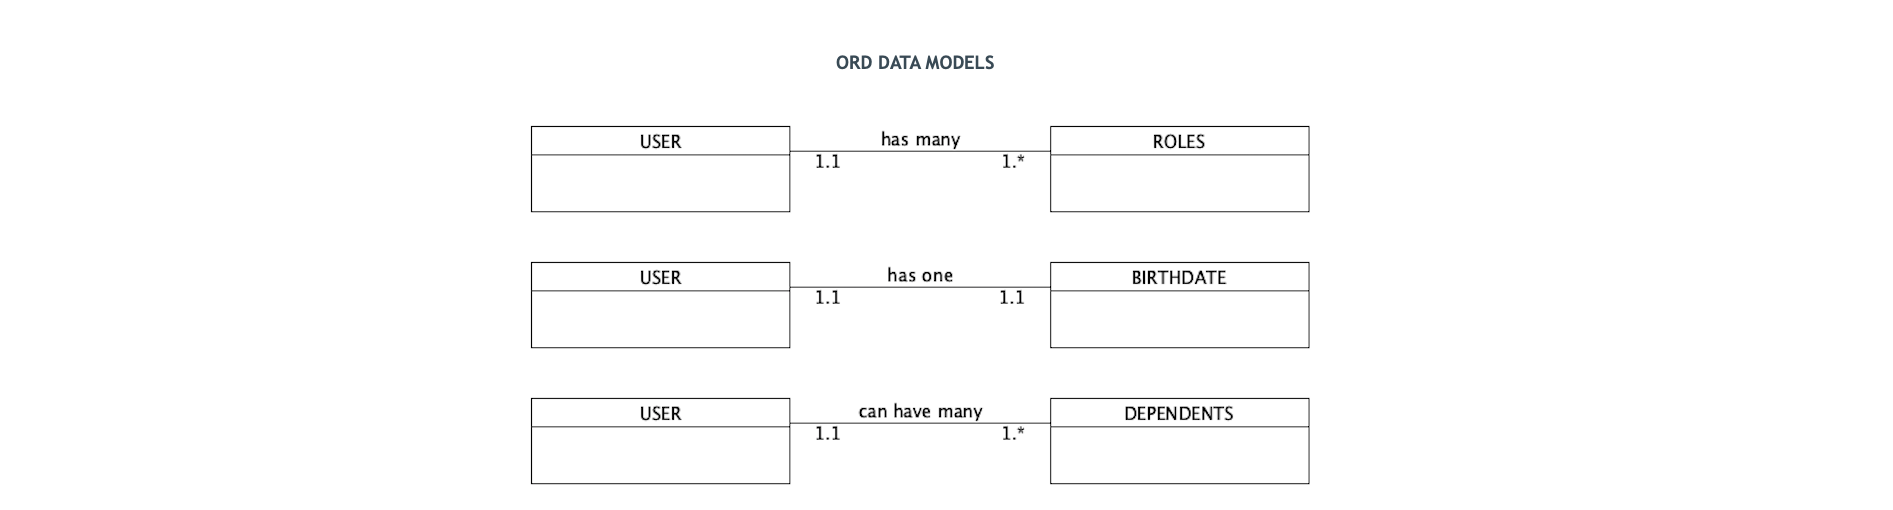 ORD DATA MODELS
USER has many ROLES
1.1 1.*
USER has one BIRTHDATE
1.1 1.1
USER can have many DEPENDENTS
1.1 1.*